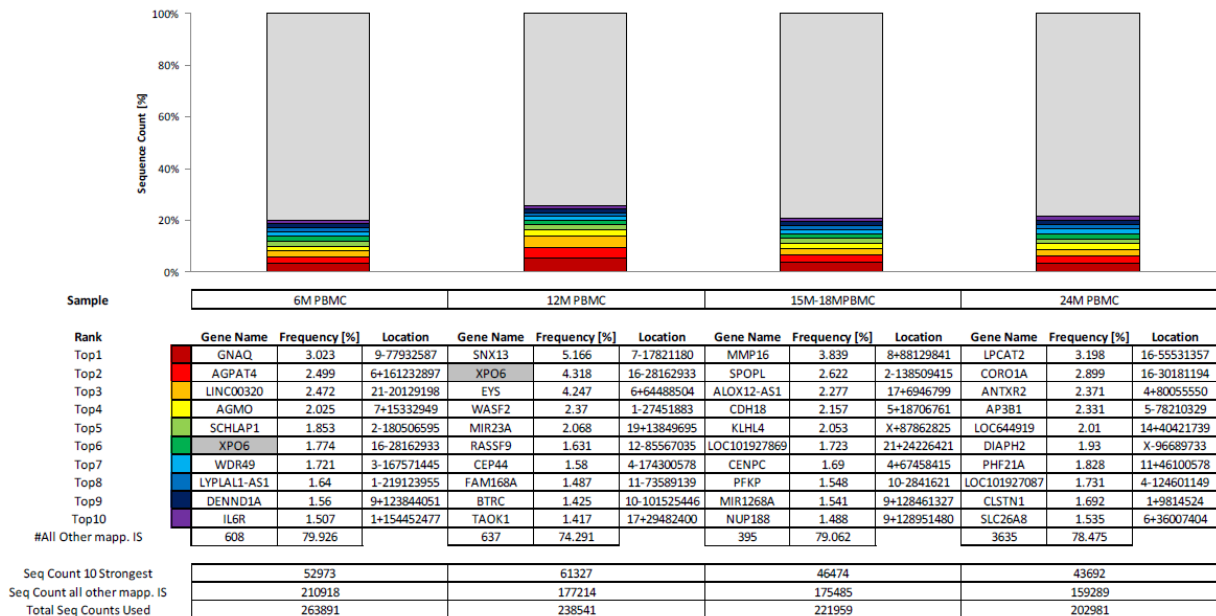 100%
80%
60%
40%
20%
0%
Sequence Count [%]
Sample 6M PBMC 12M PBMC 15M-18MPBMC 24M PBMC
Rank Gene Name Frequency [%] Location Gene Name Frequency [%] Location Gene Name Frequency [%] Location Gene Name Frequency [%] Location
Top1 GNAQ 3.023 9-77932587 SNX13 5.166 7-17821180 MMP16 3.839 8+88129841 LPCAT2 3.198 16-55531357
Top2 AGPAT4 2.499 6+161232897 XPO6 4.318 16-28162933 SPOPL 2.622 2-138509415 CORO1A 2.899 16-30181194
Top3 LINC00320 2.472 21-20129198 EYS 4.247 6+64488504 ALOX12-AS1 2.277 17+6946799 ANTXR2 2.371 4+80055550
Top4 AGMO 2.025 7+15332949 WASF2 2.37 1-27451883 CDH18 2.157 5+18706761 AP3B1 2.331 5-78210329
Top5 SCHLAP1 1.853 2-180506595 MIR23A 2.068 19+13849695 KLHL4 2.053 X+87862825 LOC644919 2.01 14+40421739
Top6 XPO6 1.774 16-28162933 RASSF9 1.631 12-85567035 LOC101927869 1.723 21+24226421 DIAPH2 1.93 X-96689733
Top7 WDR49 1.721 3-167571445 CEP44 1.58 4-174300578 CENPC 1.69 4+67458415 PHF21A 1.828 11+46100578
Top8 LYPLAL1-AS1 1.64 1-219123955 FAM168A 1.487 11-73589139 PFKP 1.548 10-2841621 LOC101927087 1.731 4-124601149
Top9 DENND1A 1.56 9+123844051 BTRC 1.425 10-101525446 MIR1268A 1.541 9+128461327 CLSTN1 1.692 1+9814524
Top10 IL6R 1.507 1+154452477 TAOK1 1.417 17+29482400 NUP188 1.488 9+128951480 SLC26A8 1.535 6+36007404
#All Other mapp. IS 608 79.926 637 74.291 395 79.062 3635 78.475
Seq Count 10 Strongest 52973 61327 46474 43692
Seq Count all other mapp. IS 210918 177214 175485 159289
Total Seq Counts Used 263891 238541 221959 202981